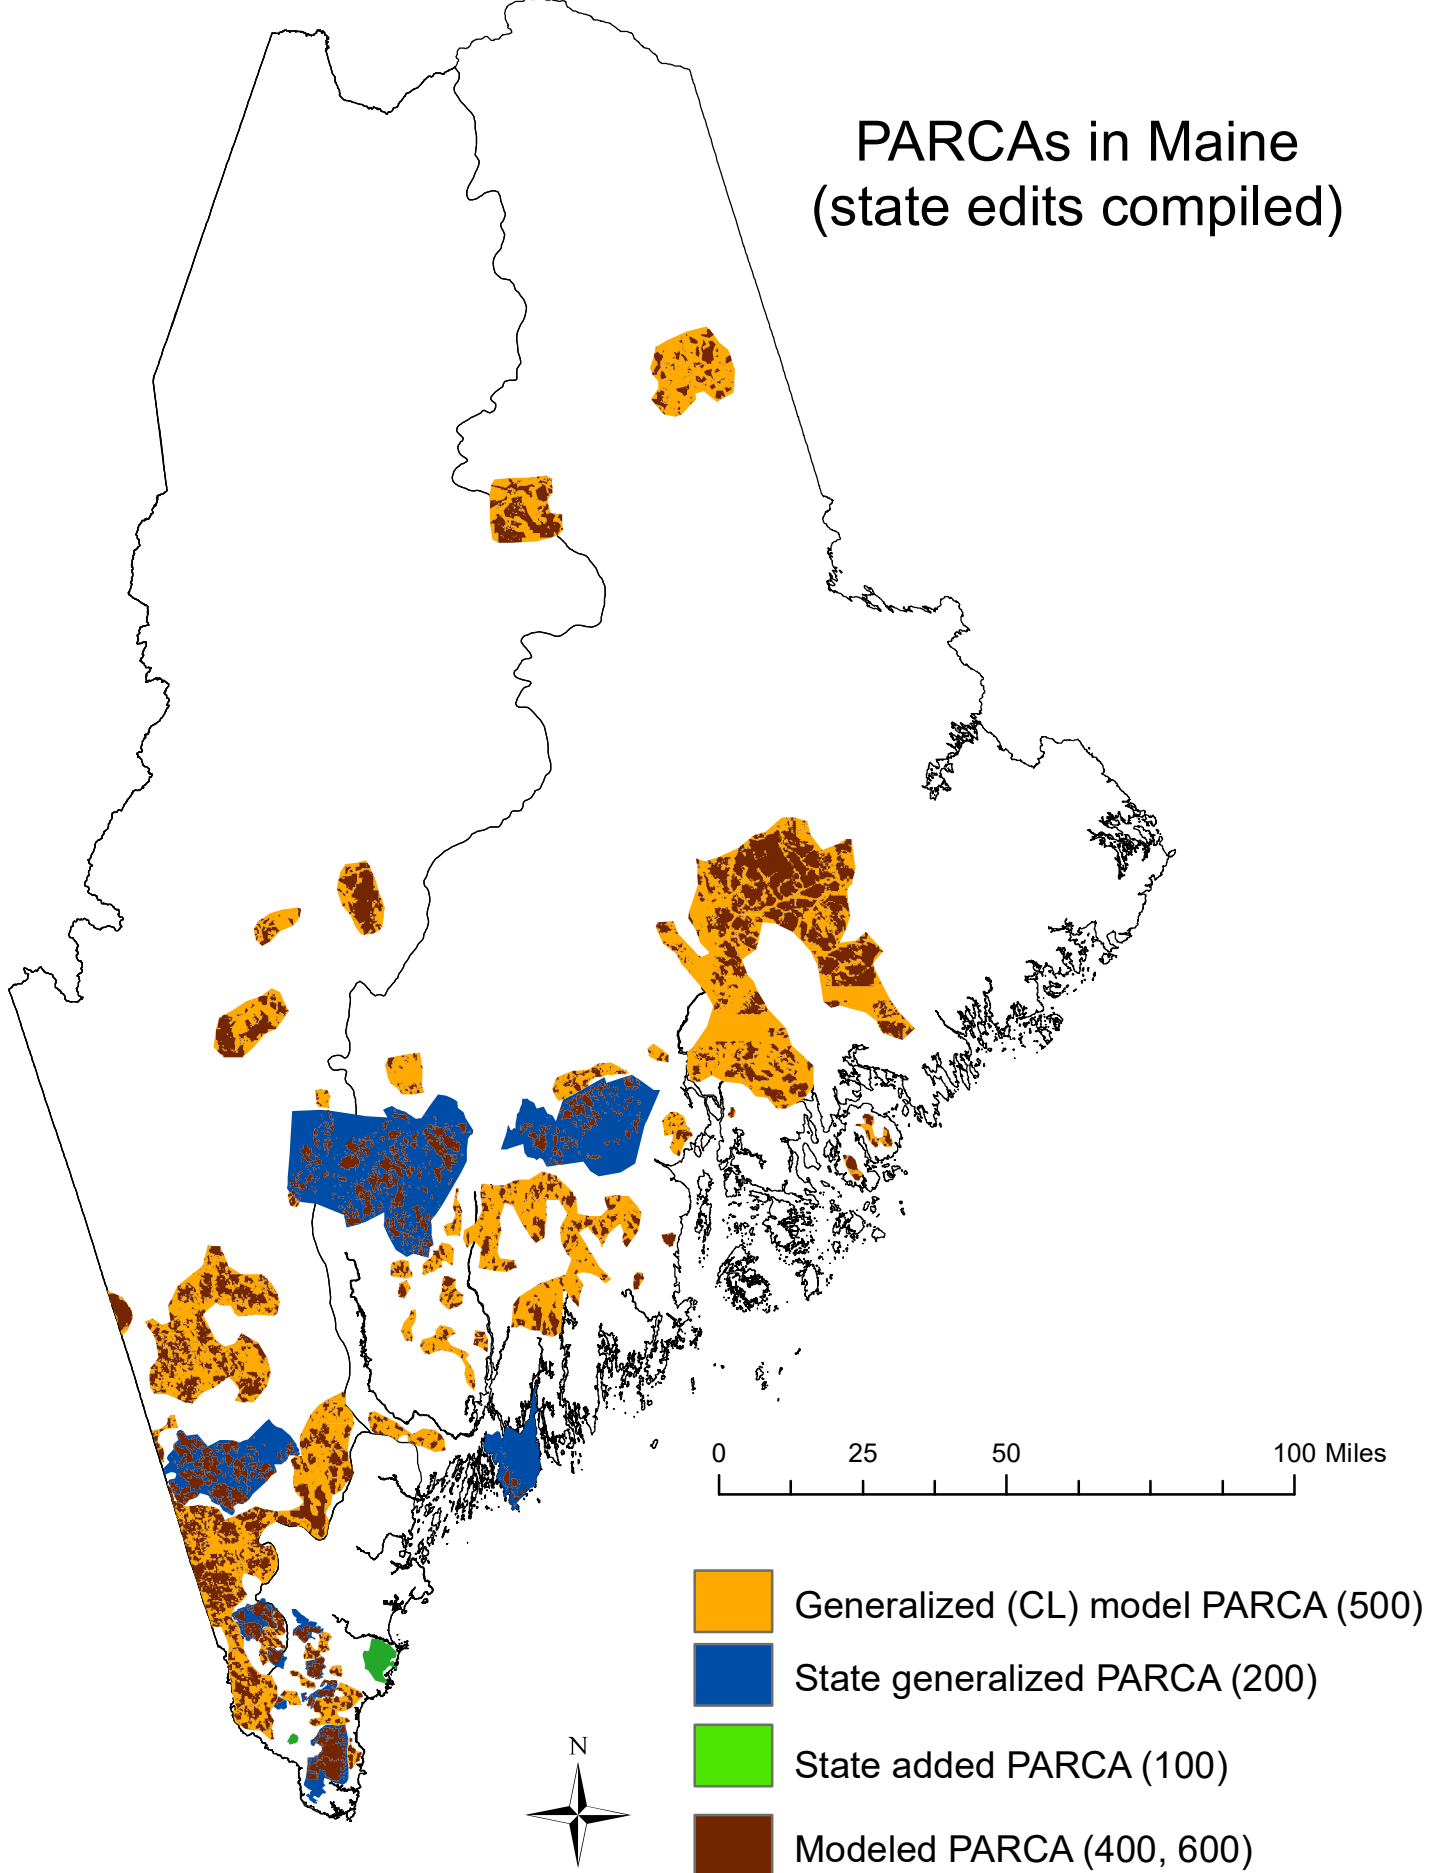 PARCAs in Maine
(state edits compiled)
0 25 50 100 Miles
Generalized (CL) model PARCA (500)
State generalized PARCA (200)
State added PARCA (100)
N
Modeled PARCA (400, 600)